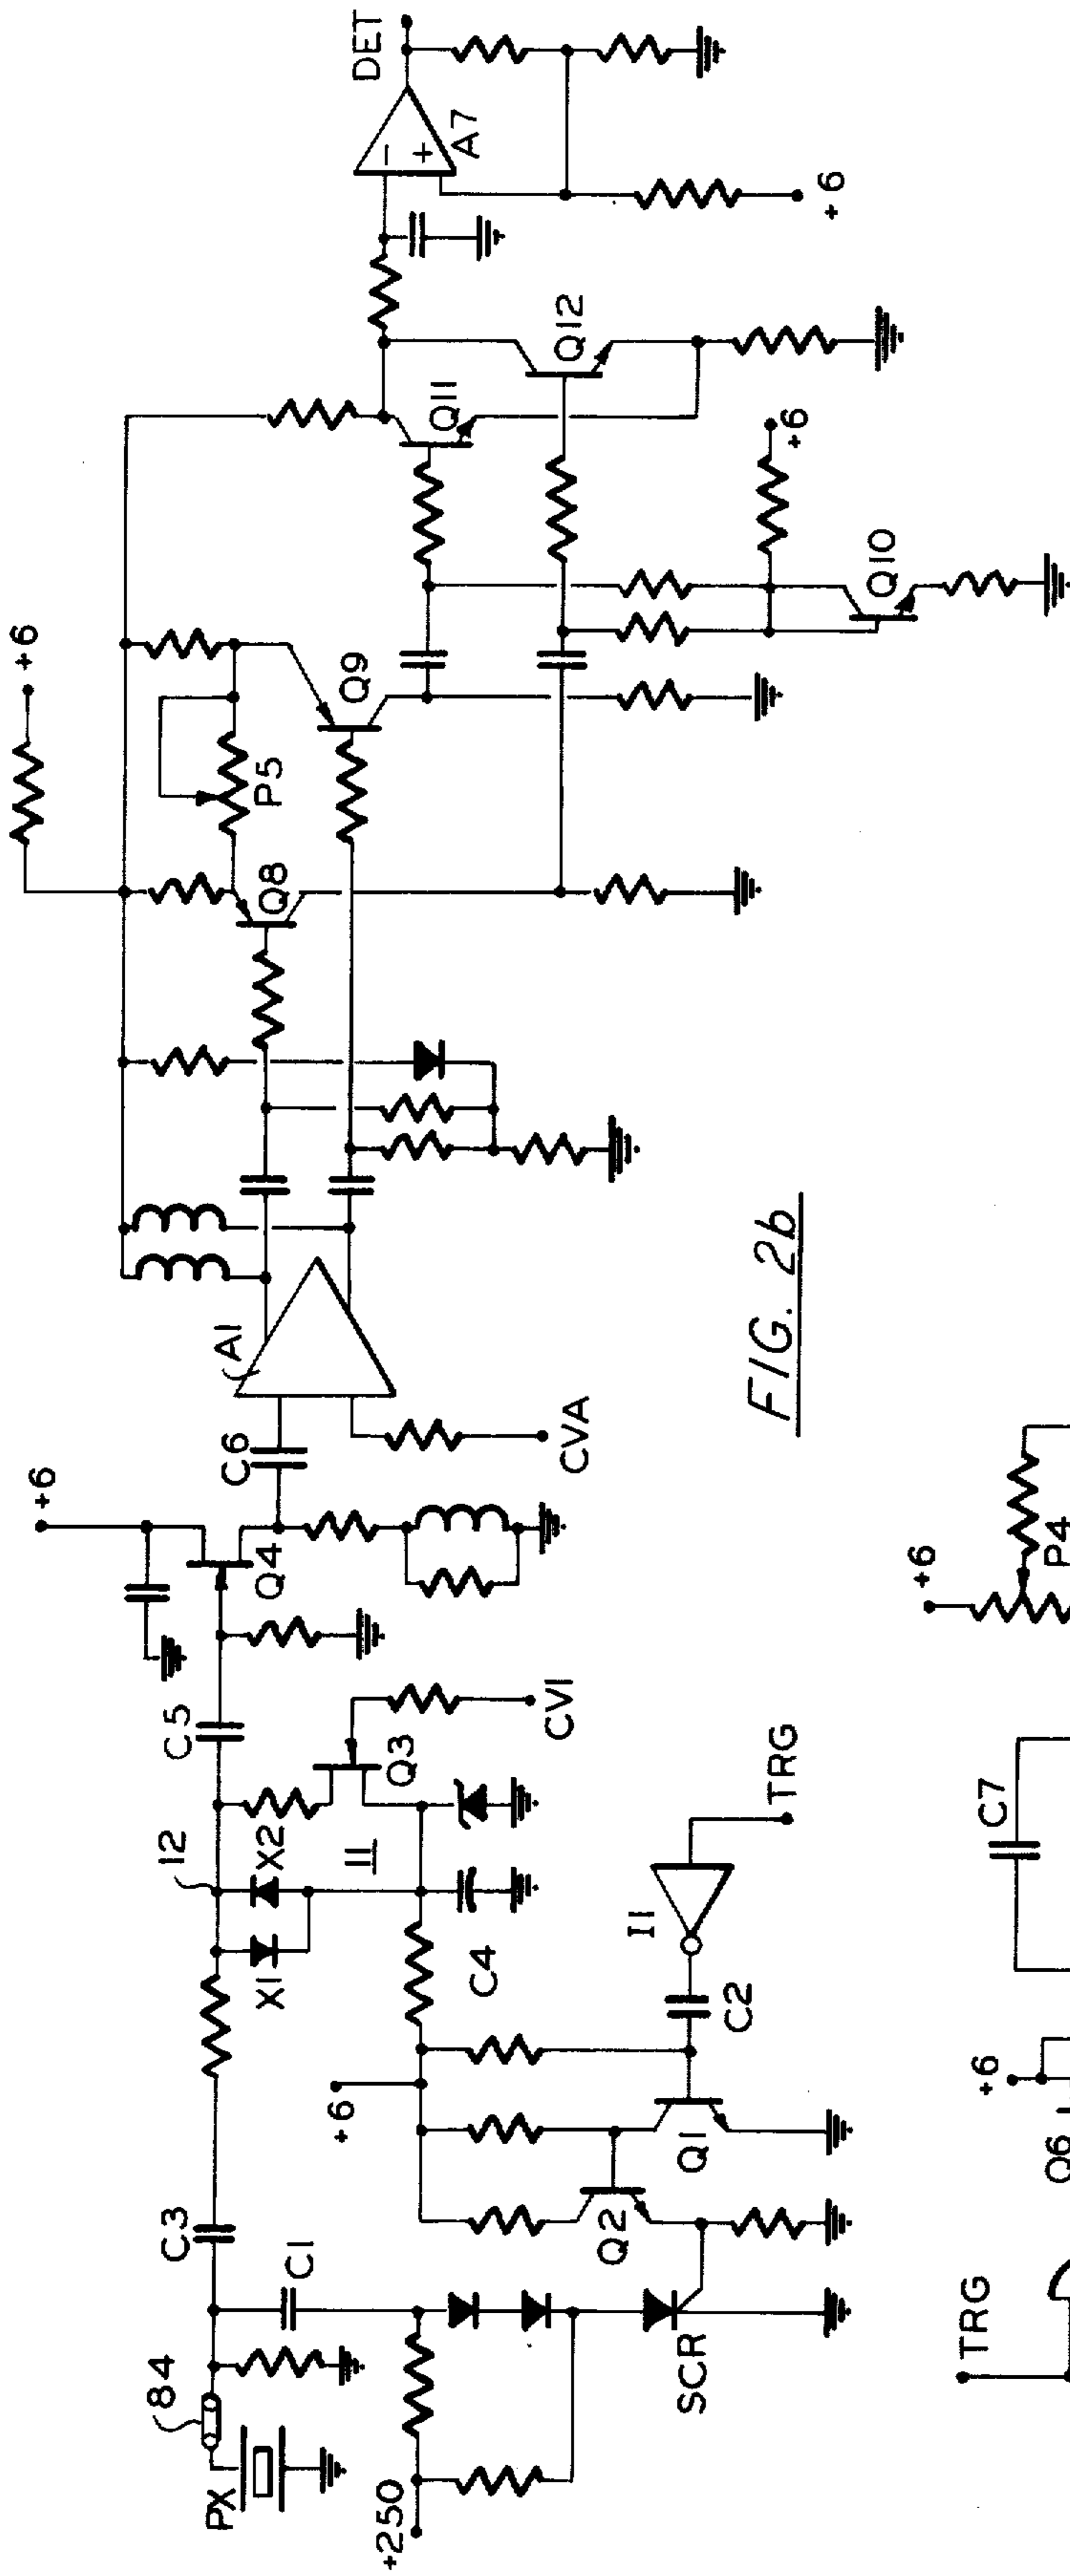 PX
84
C3
C1
+250
SCR
Q2
Q1
+6
C4
C2
I1
TRG
X1
X2
12
11
Q3
CV1
C5
+6
Q4
C6
CVA
A1
+6
Q8
P5
Q9
Q10
+6
Q11
Q12
DET
-
+
A7
+6
FIG. 2b
TRG
Q6
+6
C7
+6
P4